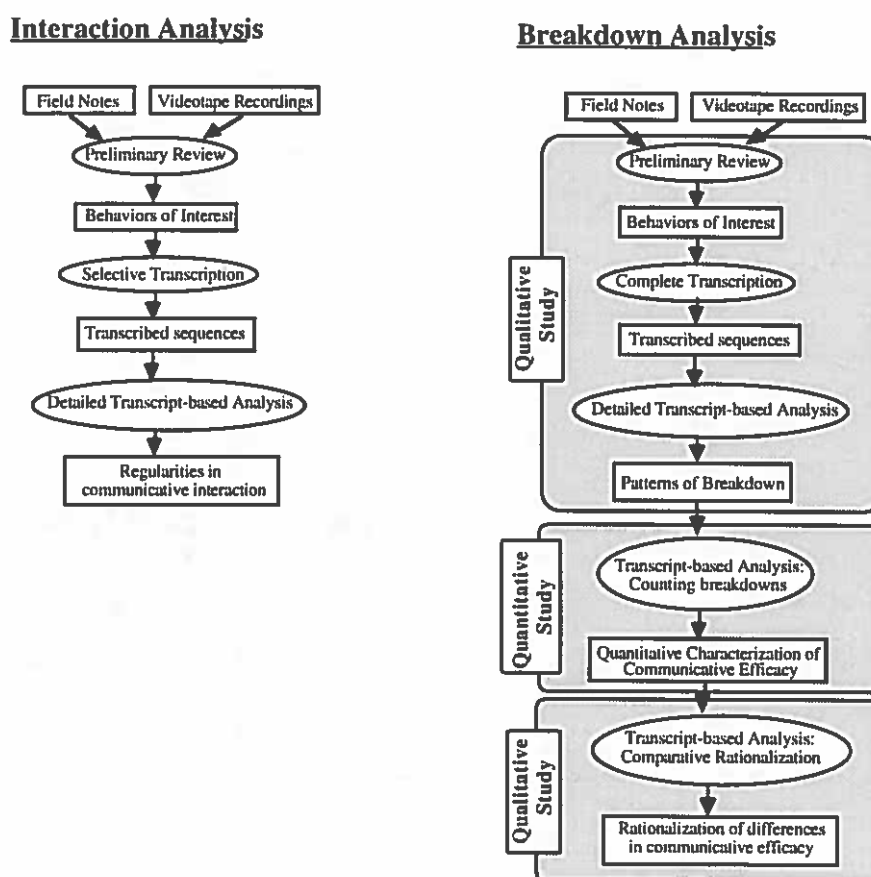 Interaction Analysis
Field Notes
Videotape Recordings
Preliminary Review
Behaviors of Interest
Selective Transcription
Transcribed sequences
Detailed Transcript-based Analysis
Regularities in
communicative interaction
Breakdown Analysis
Field Notes
Videotape Recordings
Qualitative
Study
Preliminary Review
Behaviors of Interest
Complete Transcription
Transcribed sequences
Detailed Transcript-based Analysis
Patterns of Breakdown
Quantitative
Study
Transcript-based Analysis:
Counting breakdowns
Quantitative Characterization of
Communicative Efficacy
Qualitative
Study
Transcript-based Analysis:
Comparative Rationalization
Rationalization of differences
in communicative efficacy